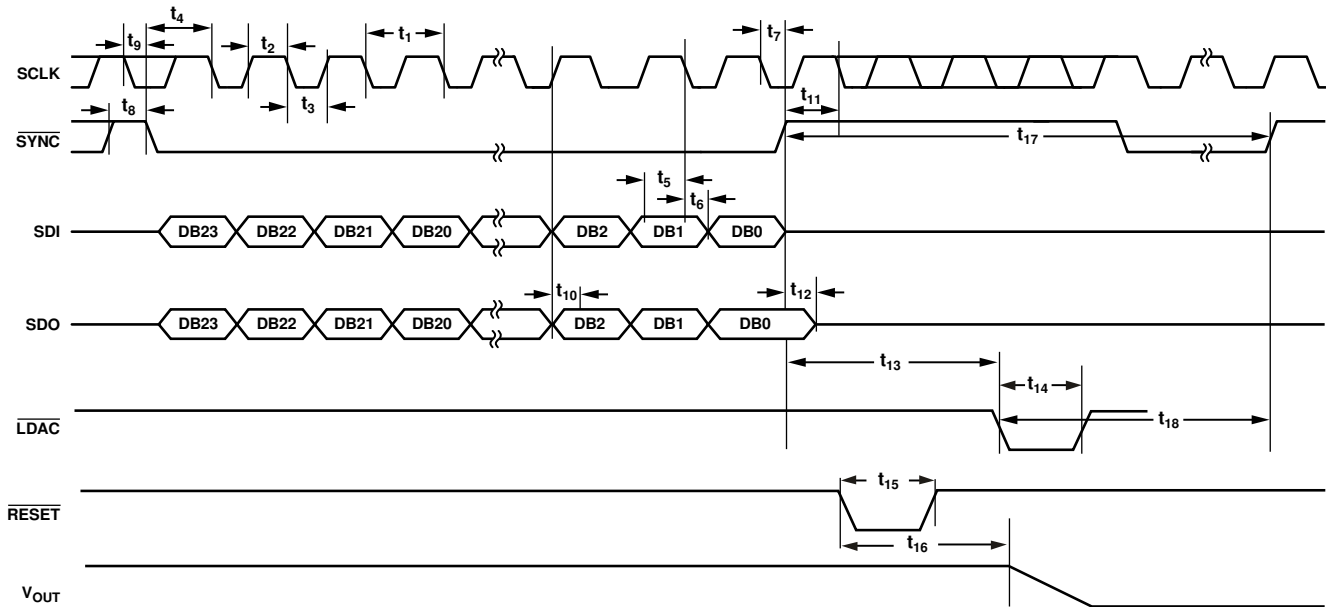 t4
t9
t2
t1
t7
SCLK
t8
t3
t11
SYNC
t17
t5
t6
SDI
DB23
DB22
DB21
DB20
DB2
DB1
DB0
t10
t12
SDO
DB23
DB22
DB21
DB20
DB2
DB1
DB0
t13
t14
LDAC
t18
t15
RESET
t16
VOUT